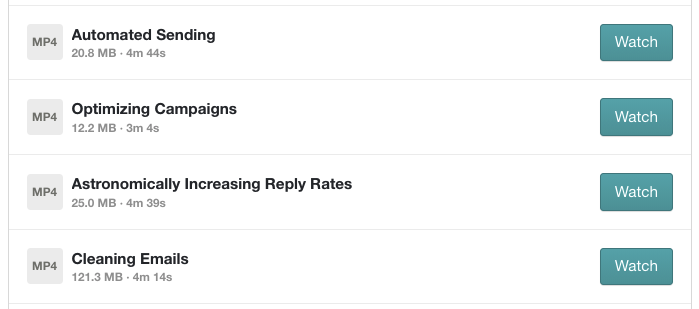 MP4
Automated Sending
20.8 MB · 4m 44s
Watch
MP4
Optimizing Campaigns
12.2 MB · 3m 4s
Watch
MP4
Astronomically Increasing Reply Rates
25.0 MB · 4m 39s
Watch
MP4
Cleaning Emails
121.3 MB · 4m 14s
Watch